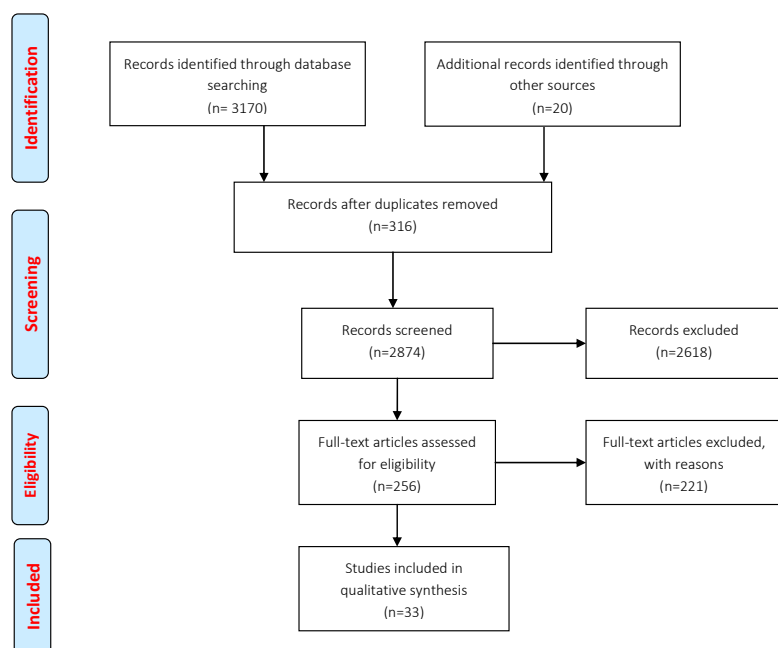 Identification
Records identified through database
searching
(n= 3170)
Additional records identified through
other sources
(n=20)
Records after duplicates removed
(n=316)
Screening
Records screened
(n=2874)
Records excluded
(n=2618)
Eligibility
Full-text articles assessed
for eligibility
(n=256)
Full-text articles excluded,
with reasons
(n=221)
Included
Studies included in
qualitative synthesis
(n=33)